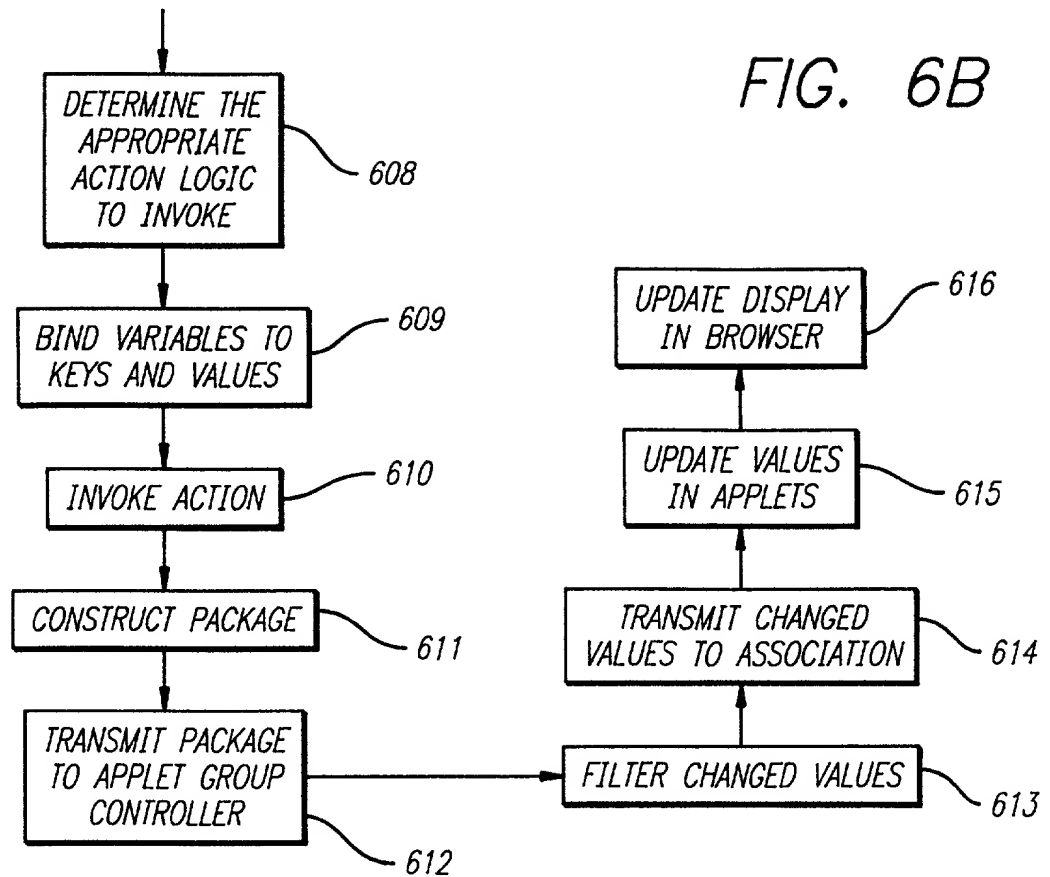 FIG. 6B
DETERMINE THE
APPROPRIATE
ACTION LOGIC
TO INVOKE
608
BIND VARIABLES TO
KEYS AND VALUES
609
INVOKE ACTION
610
CONSTRUCT PACKAGE
611
TRANSMIT PACKAGE
TO APPLET GROUP
CONTROLLER
612
FILTER CHANGED VALUES
613
TRANSMIT CHANGED
VALUES TO ASSOCIATION
614
UPDATE VALUES
IN APPLETS
615
UPDATE DISPLAY
IN BROWSER
616